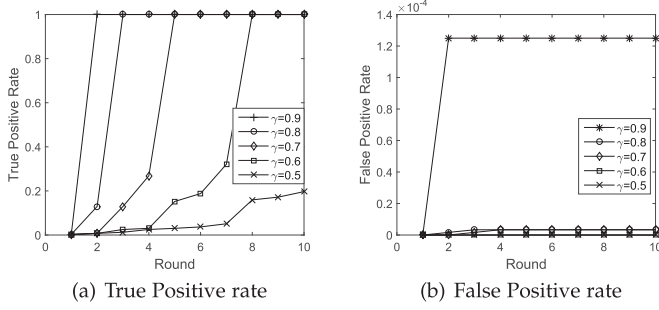 1
0.8
0.6
0.4
0.2
0
0 2 4 6 8 10
True Positive Rate
Round
γ=0.9
γ=0.8
γ=0.7
γ=0.6
γ=0.5
(a) True Positive rate
×10⁻⁴
1.4
1.2
1
0.8
0.6
0.4
0.2
0
0 2 4 6 8 10
False Positive Rate
Round
γ=0.9
γ=0.8
γ=0.7
γ=0.6
γ=0.5
(b) False Positive rate